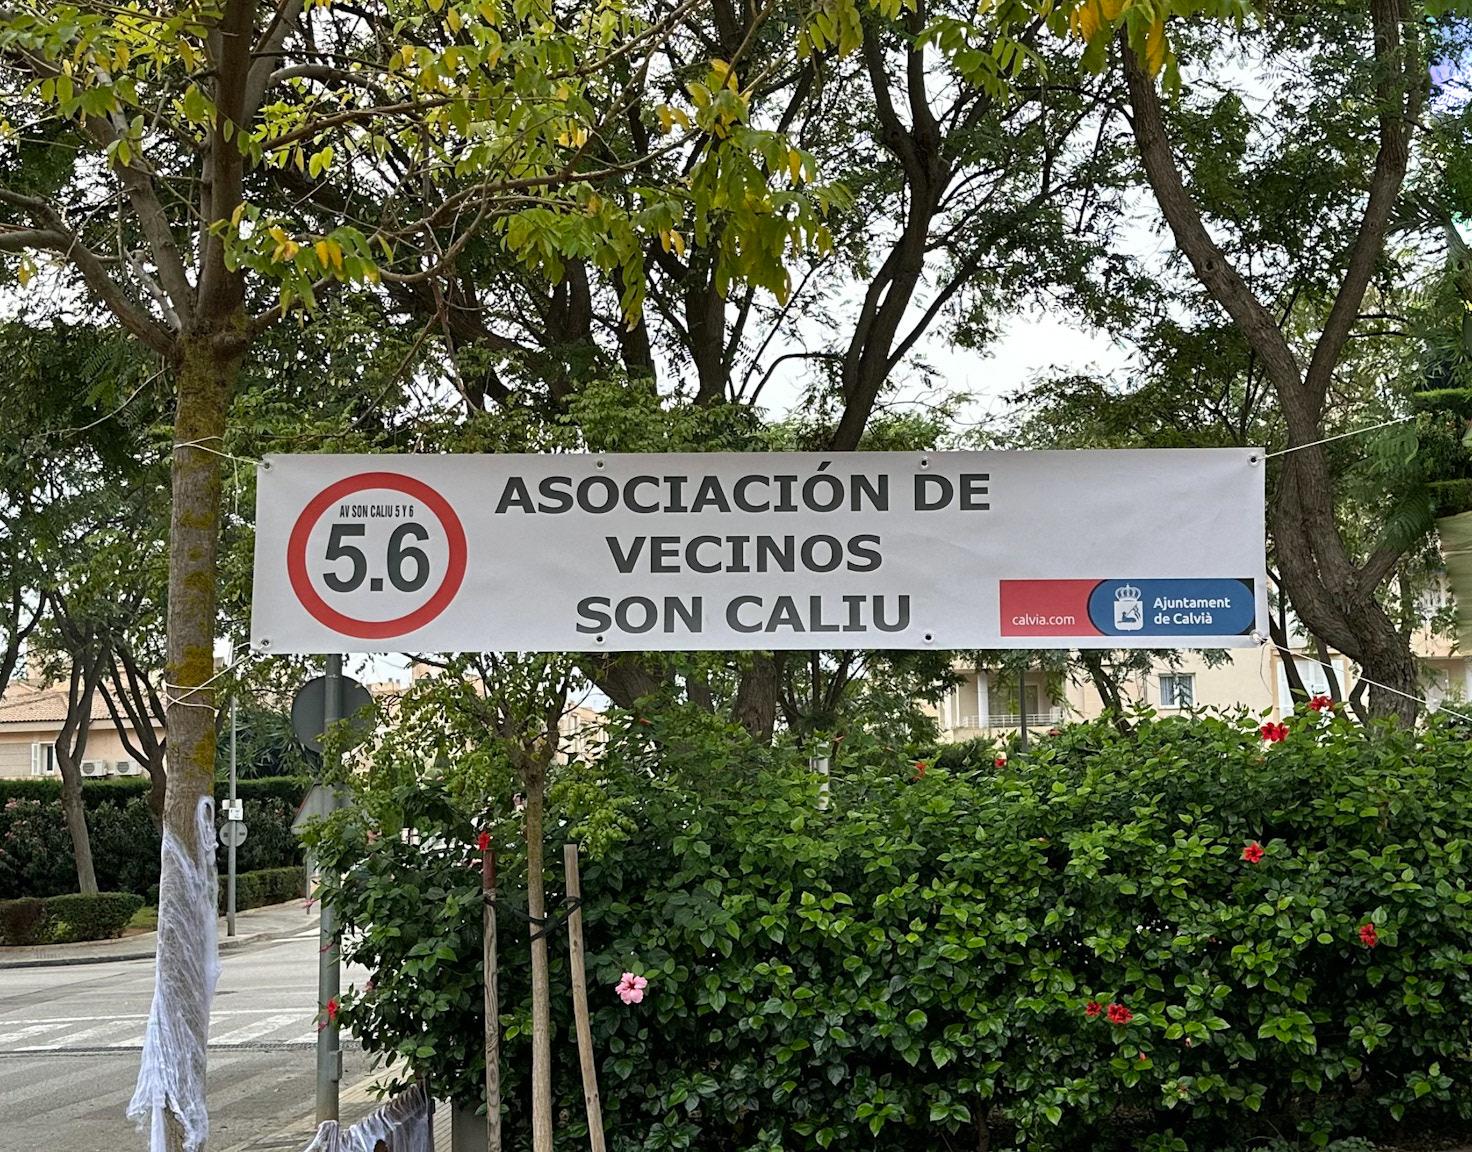 AV SON CALIU 5 Y 6
5.6
ASOCIACIÓN DE
VECINOS
SON CALIU
calvia.com
Ajuntament
de Calvià